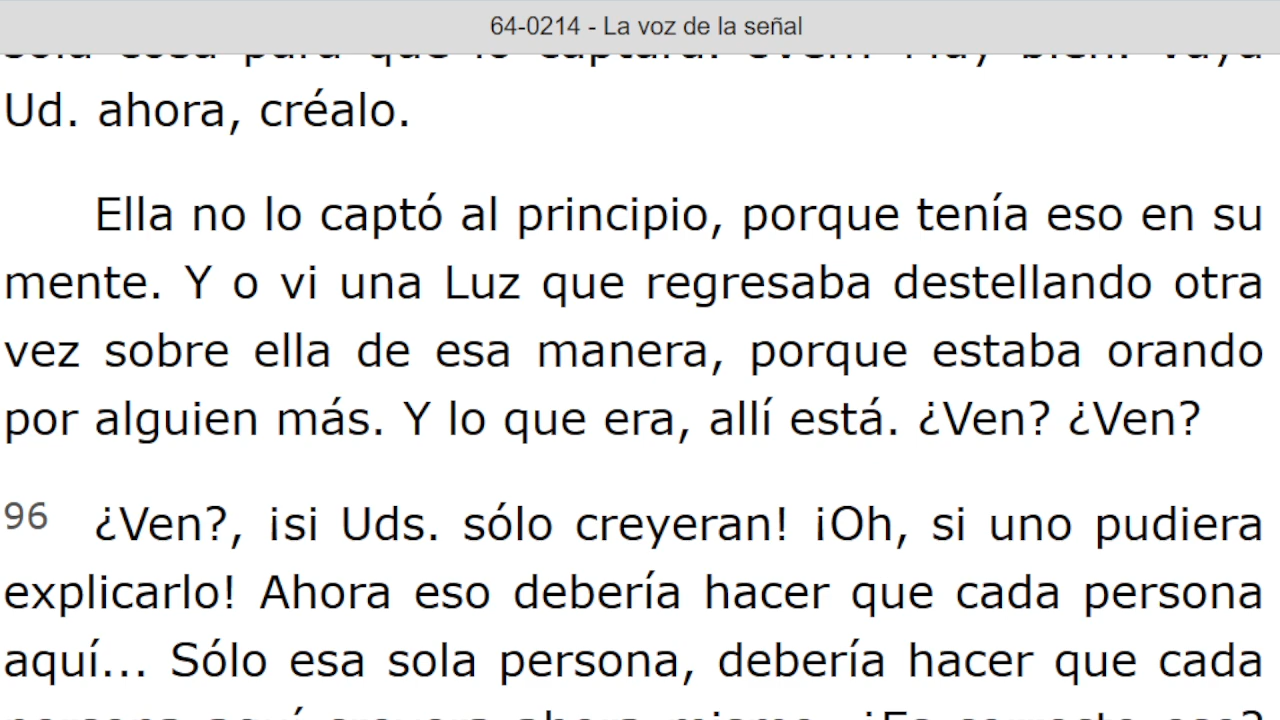 64-0214 - La voz de la señal
Ud. ahora, créalo.
Ella no lo captó al principio, porque tenía eso en su
mente. Y o vi una Luz que regresaba destellando otra
vez sobre ella de esa manera, porque estaba orando
por alguien más. Y lo que era, allí está. ¿Ven? ¿Ven?
96 ¿Ven?, ¡si Uds. sólo creyeran! ¡Oh, si uno pudiera
explicarlo! Ahora eso debería hacer que cada persona
aquí... Sólo esa sola persona, debería hacer que cada